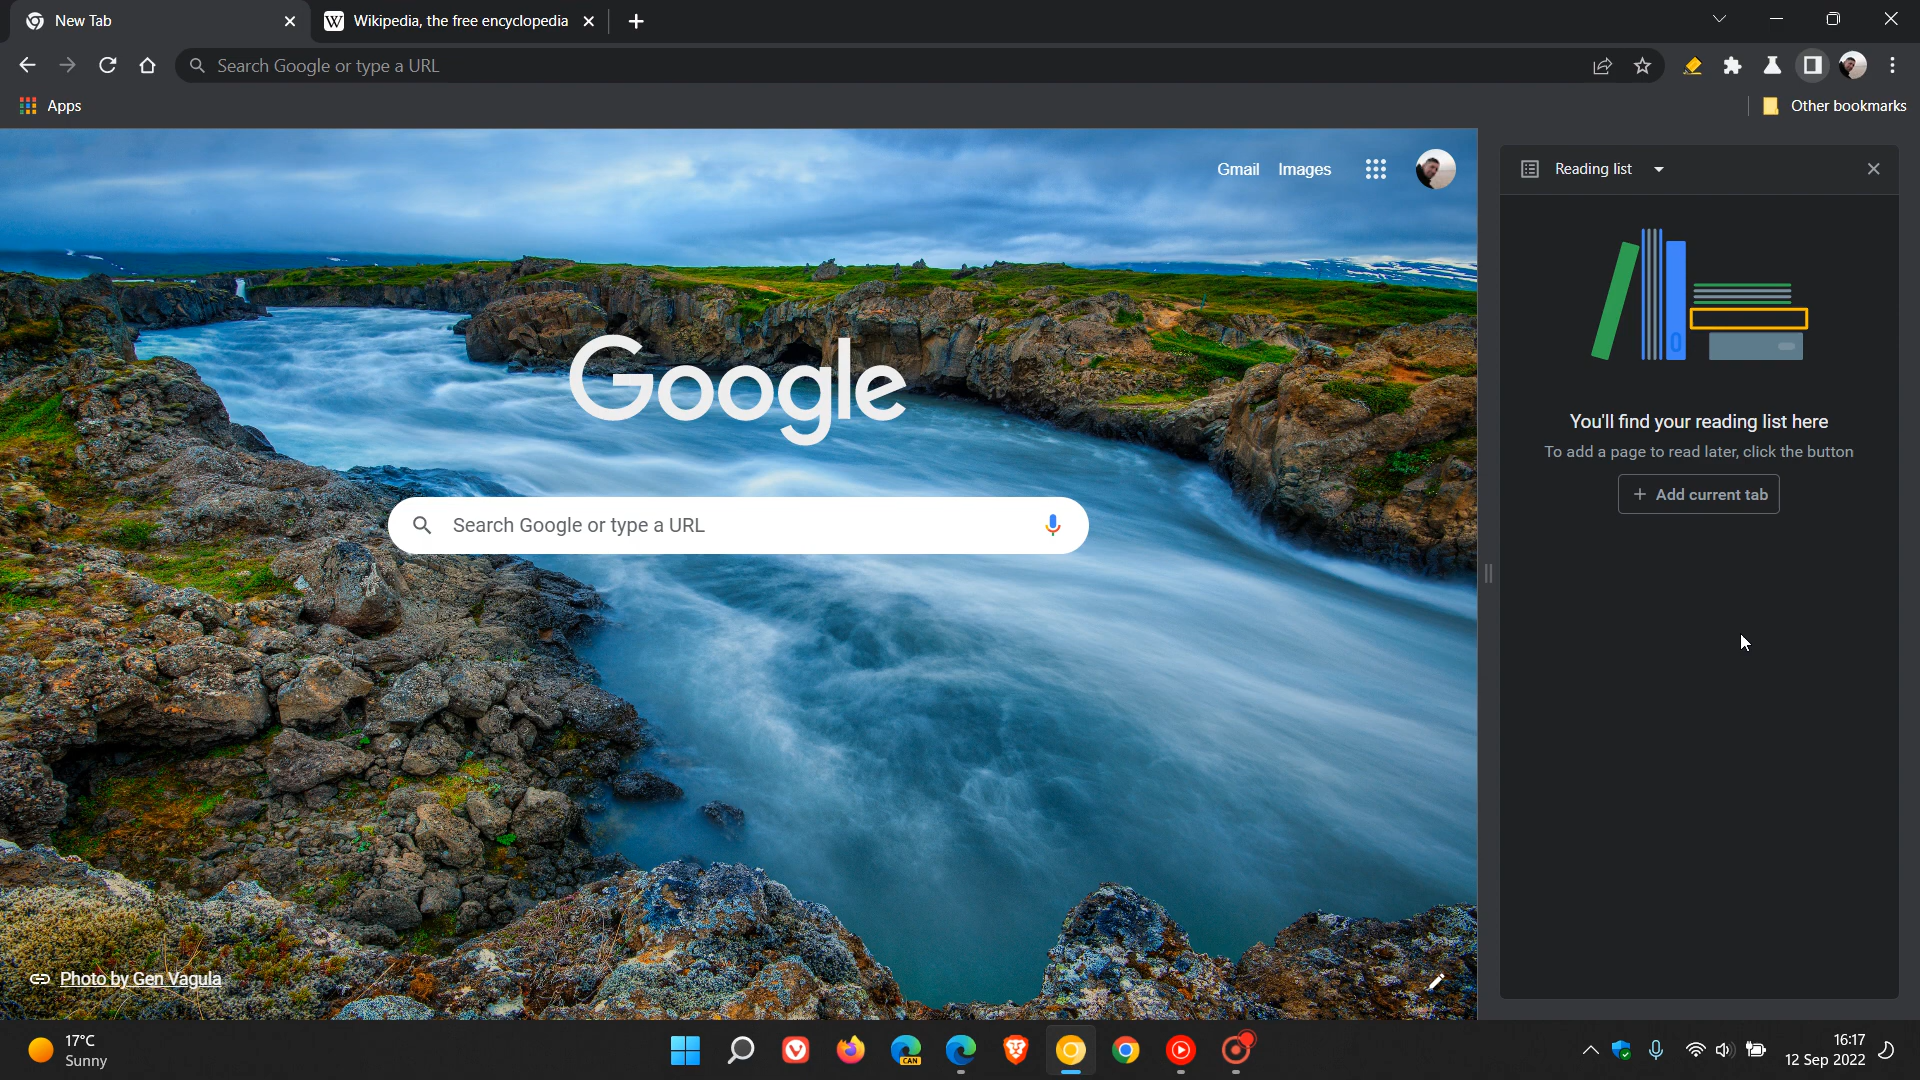 New Tab
Wikipedia, the free encyclopedia
Search Google or type a URL
Apps
Other bookmarks
Gmail
Images
Reading list
Google
Search Google or type a URL
You'll find your reading list here
To add a page to read later, click the button
Add current tab
Photo by Gen Vagula
17°C
Sunny
CAN
16:17
12 Sep 2022